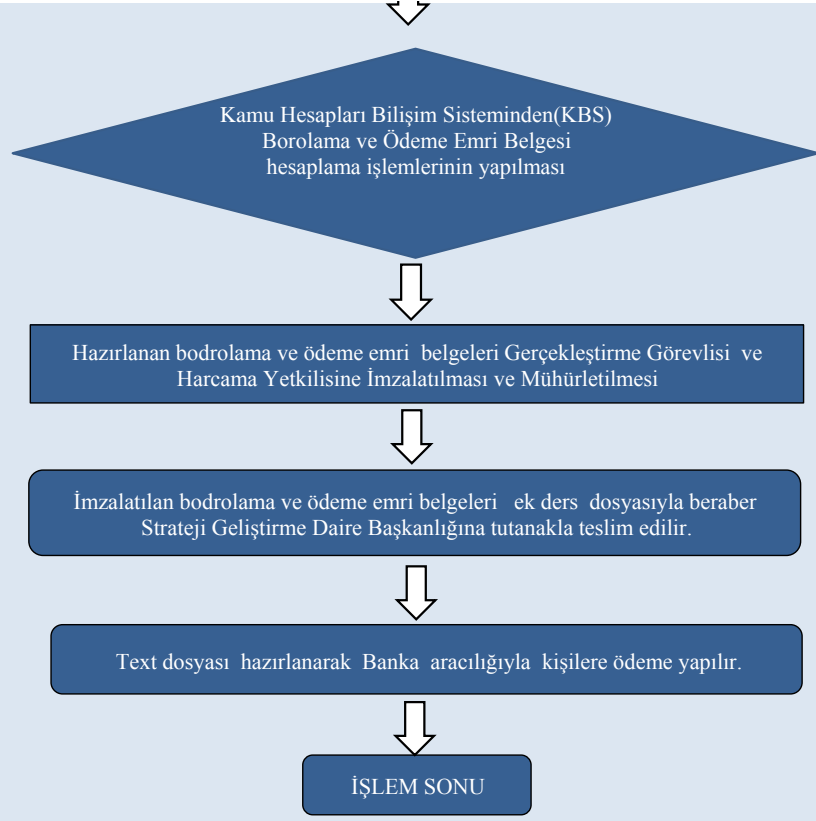 Kamu Hesapları Bilişim Sisteminden(KBS)
Borolama ve Ödeme Emri Belgesi
hesaplama işlemlerinin yapılması
Hazırlanan bodrolama ve ödeme emri belgeleri Gerçekleştirme Görevlisi ve
Harcama Yetkilisine İmzalatılması ve Mühürletilmesi
İmzalatılan bodrolama ve ödeme emri belgeleri ek ders dosyasıyla beraber
Strateji Geliştirme Daire Başkanlığına tutanakla teslim edilir.
Text dosyası hazırlanarak Banka aracılığıyla kişilere ödeme yapılır.
İŞLEM SONU